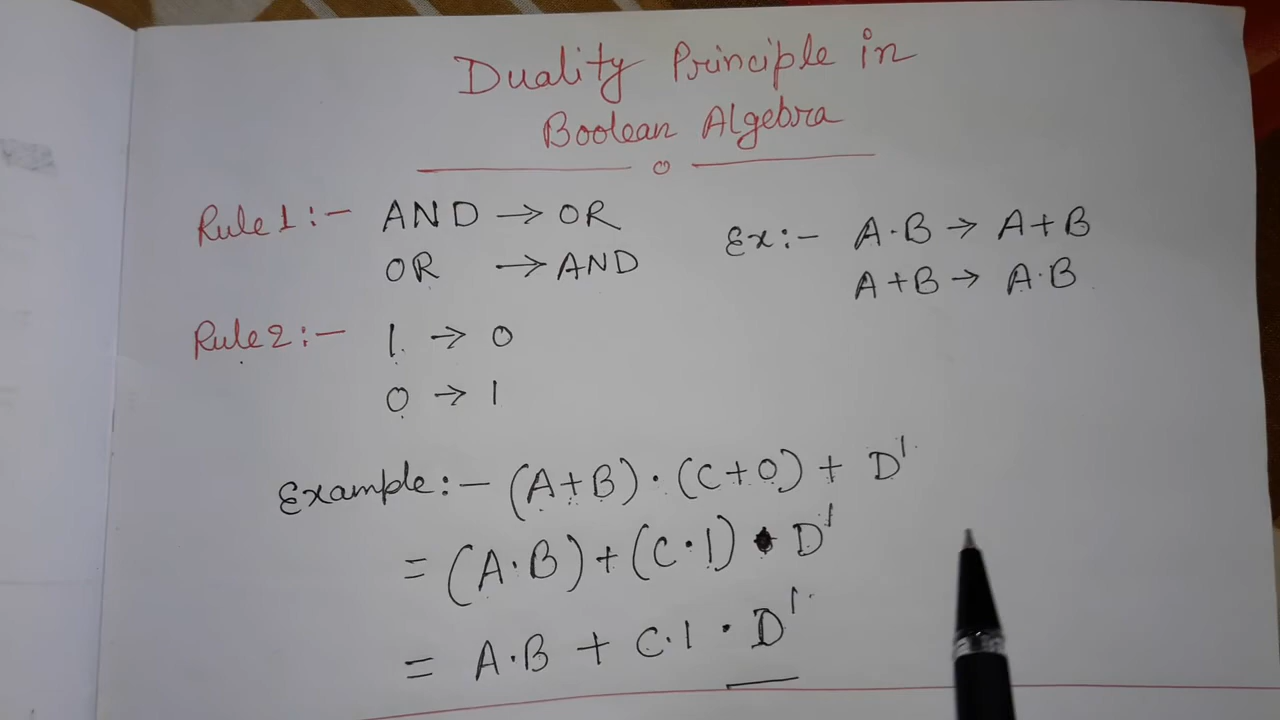 Duality Principle in
Boolean Algebra
Rule 1:- AND → OR
OR → AND
Ex:- A·B → A+B
A+B → A·B
Rule 2:- 1 → 0
0 → 1
Example:- (A+B)·(C+0) + D'
= (A·B)+(C·1)·D'
= A·B + C·1·D'